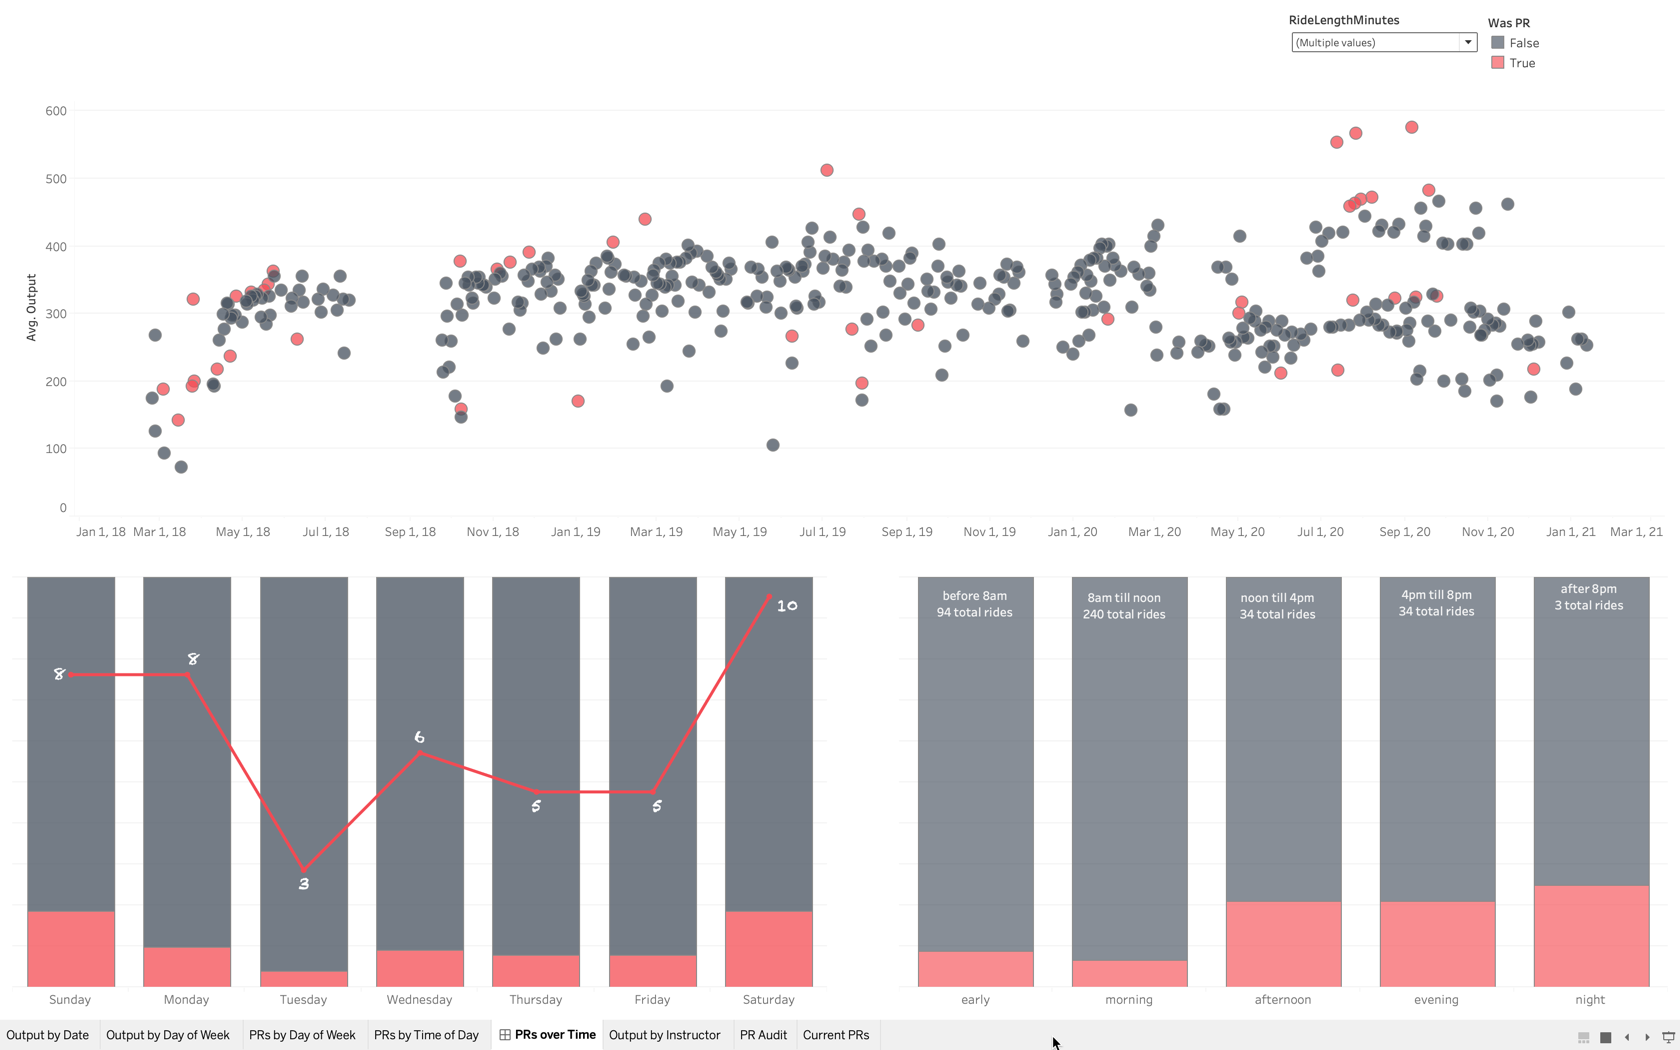 RideLengthMinutes
(Multiple values)
Was PR
False
True
Avg. Output
600
500
400
300
200
100
0
Jan 1, 18 Mar 1, 18 May 1, 18 Jul 1, 18 Sep 1, 18 Nov 1, 18 Jan 1, 19 Mar 1, 19 May 1, 19 Jul 1, 19 Sep 1, 19 Nov 1, 19 Jan 1, 20 Mar 1, 20 May 1, 20 Jul 1, 20 Sep 1, 20 Nov 1, 20 Jan 1, 21 Mar 1, 21
8
8
3
6
5
5
10
Sunday Monday Tuesday Wednesday Thursday Friday Saturday
before 8am
94 total rides
8am till noon
240 total rides
noon till 4pm
34 total rides
4pm till 8pm
34 total rides
after 8pm
3 total rides
early morning afternoon evening night
Output by Date Output by Day of Week PRs by Day of Week PRs by Time of Day PRs over Time Output by Instructor PR Audit Current PRs